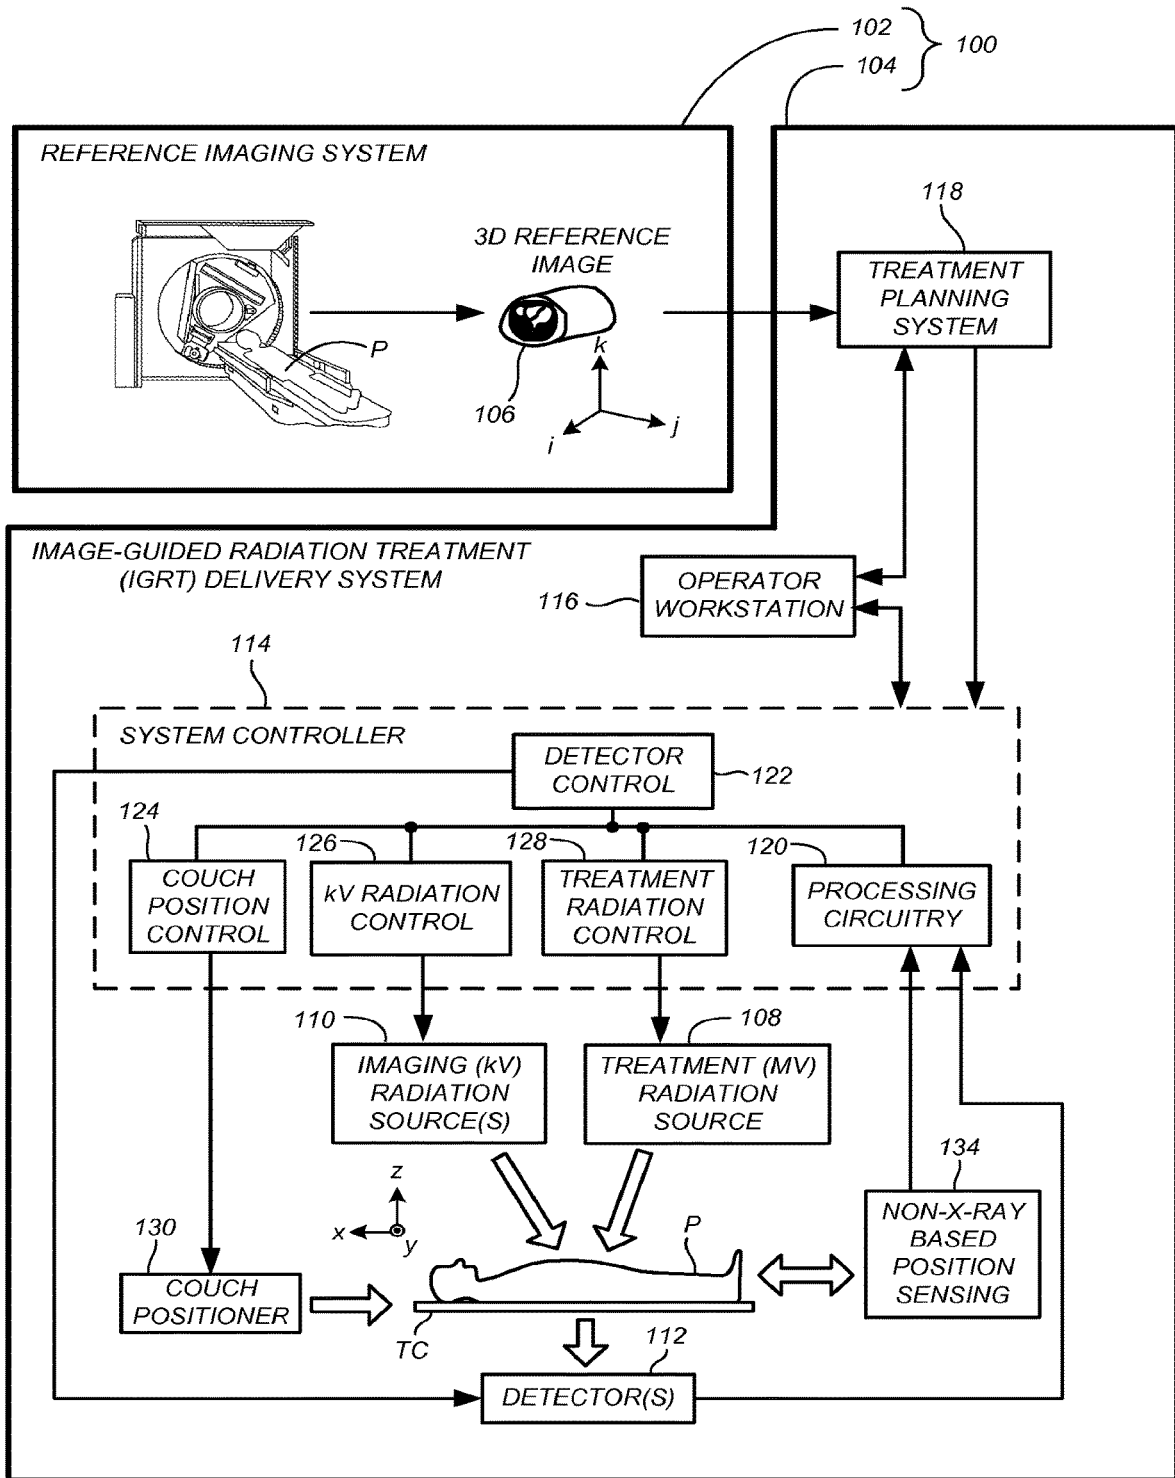 102
104
100
REFERENCE IMAGING SYSTEM
3D REFERENCE
IMAGE
P
106
k
i
j
118
TREATMENT
PLANNING
SYSTEM
IMAGE-GUIDED RADIATION TREATMENT
(IGRT) DELIVERY SYSTEM
116
OPERATOR
WORKSTATION
114
SYSTEM CONTROLLER
DETECTOR
CONTROL
122
124
COUCH
POSITION
CONTROL
126
kV RADIATION
CONTROL
128
TREATMENT
RADIATION
CONTROL
120
PROCESSING
CIRCUITRY
110
IMAGING (kV)
RADIATION
SOURCE(S)
108
TREATMENT (MV)
RADIATION
SOURCE
134
NON-X-RAY
BASED
POSITION
SENSING
z
x
y
P
130
COUCH
POSITIONER
TC
112
DETECTOR(S)